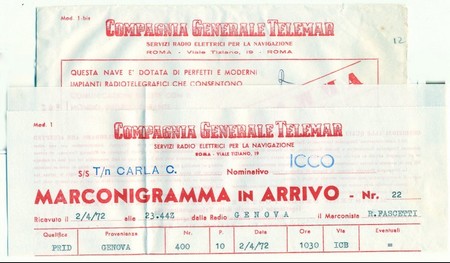 Mod. 1-bis
COMPAGNIA GENERALE TELEMAR
SERVIZI RADIO ELETTRICI PER LA NAVIGAZIONE
ROMA - Viale Tiziano, 19 - ROMA
12
QUESTA NAVE E' DOTATA DI PERFETTI E MODERNI
IMPIANTI RADIOTELEGRAFICI CHE CONSENTONO
Mod. 1
COMPAGNIA GENERALE TELEMAR
SERVIZI RADIO ELETTRICI PER LA NAVIGAZIONE
ROMA - VIALE TIZIANO, 19
S/S T/n CARLA C. Nominativo ICCO
MARCONIGRAMMA IN ARRIVO - Nr. 22
Ricevuto il 2/4/72 alle 23.44Z dalla Radio GENOVA il Marconista R.FASCETTI
Qualifica Provenienza Nr. P. Data Ora Via Eventuali
PRID GENOVA 400 10 2/4/72 1030 ICB =